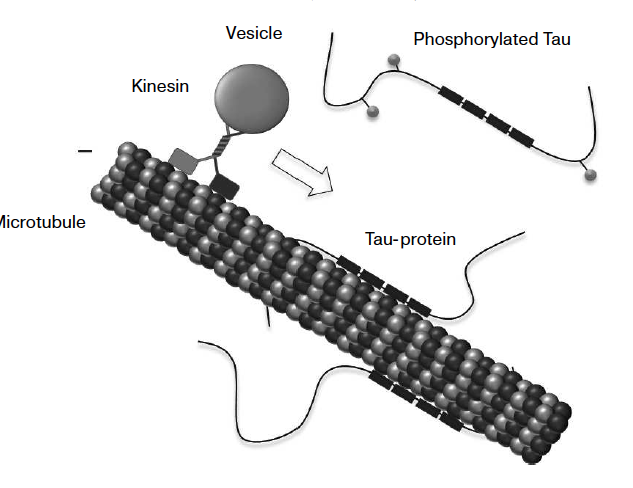 Vesicle
Phosphorylated Tau
Kinesin
–
Microtubule
Tau-protein